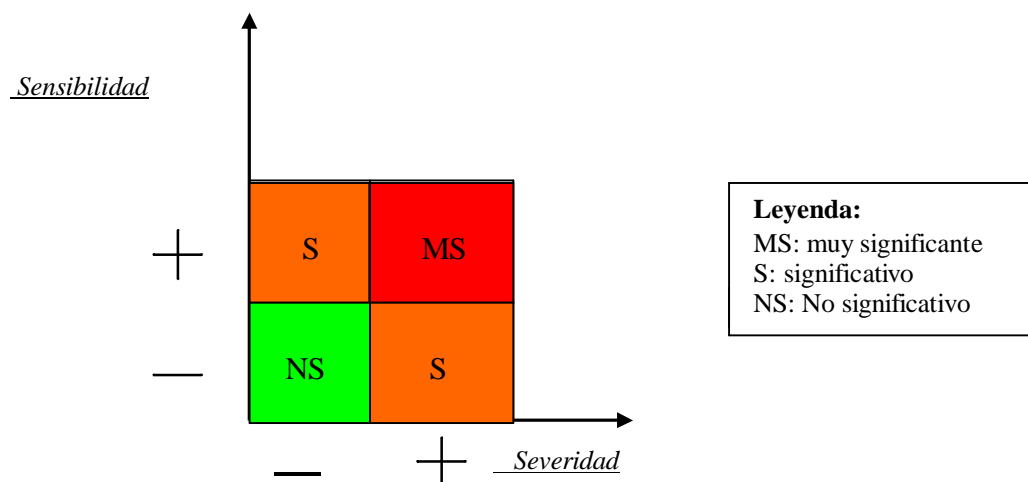 Sensibilidad
+
S MS
—
NS S
— +
Severidad
Leyenda:
MS: muy significante
S: significativo
NS: No significativo